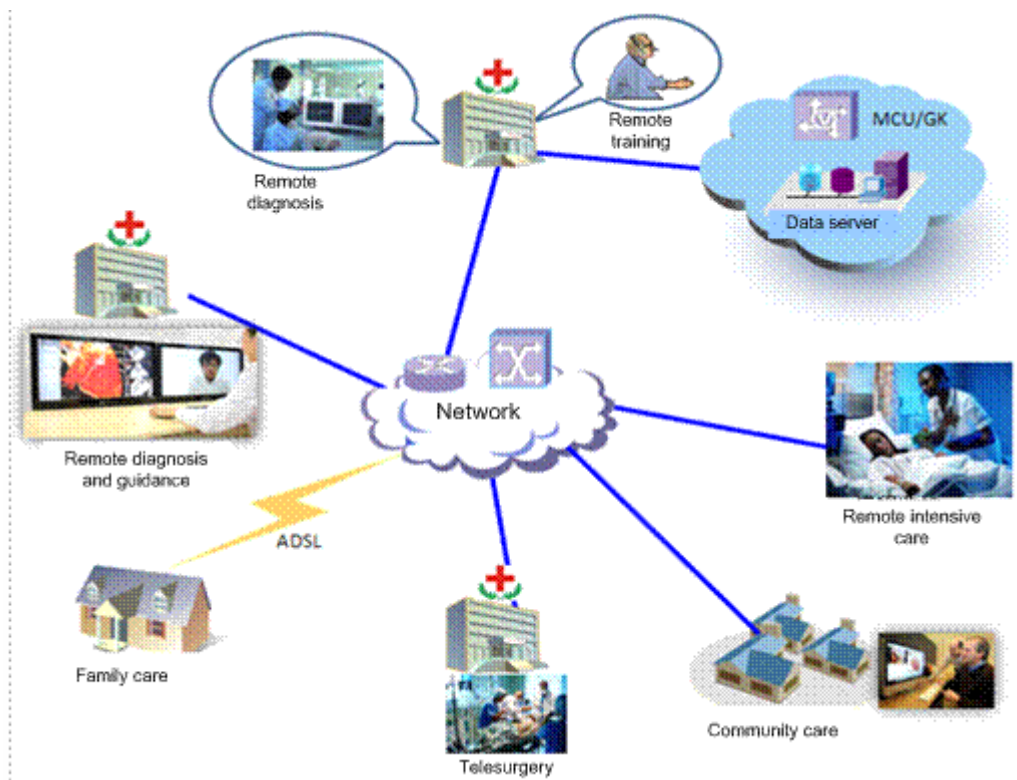 Remote
diagnosis
Remote
training
MCU/GK
Data server
Network
Remote diagnosis
and guidance
Remote intensive
care
ADSL
Family care
Community care
Telesurgery